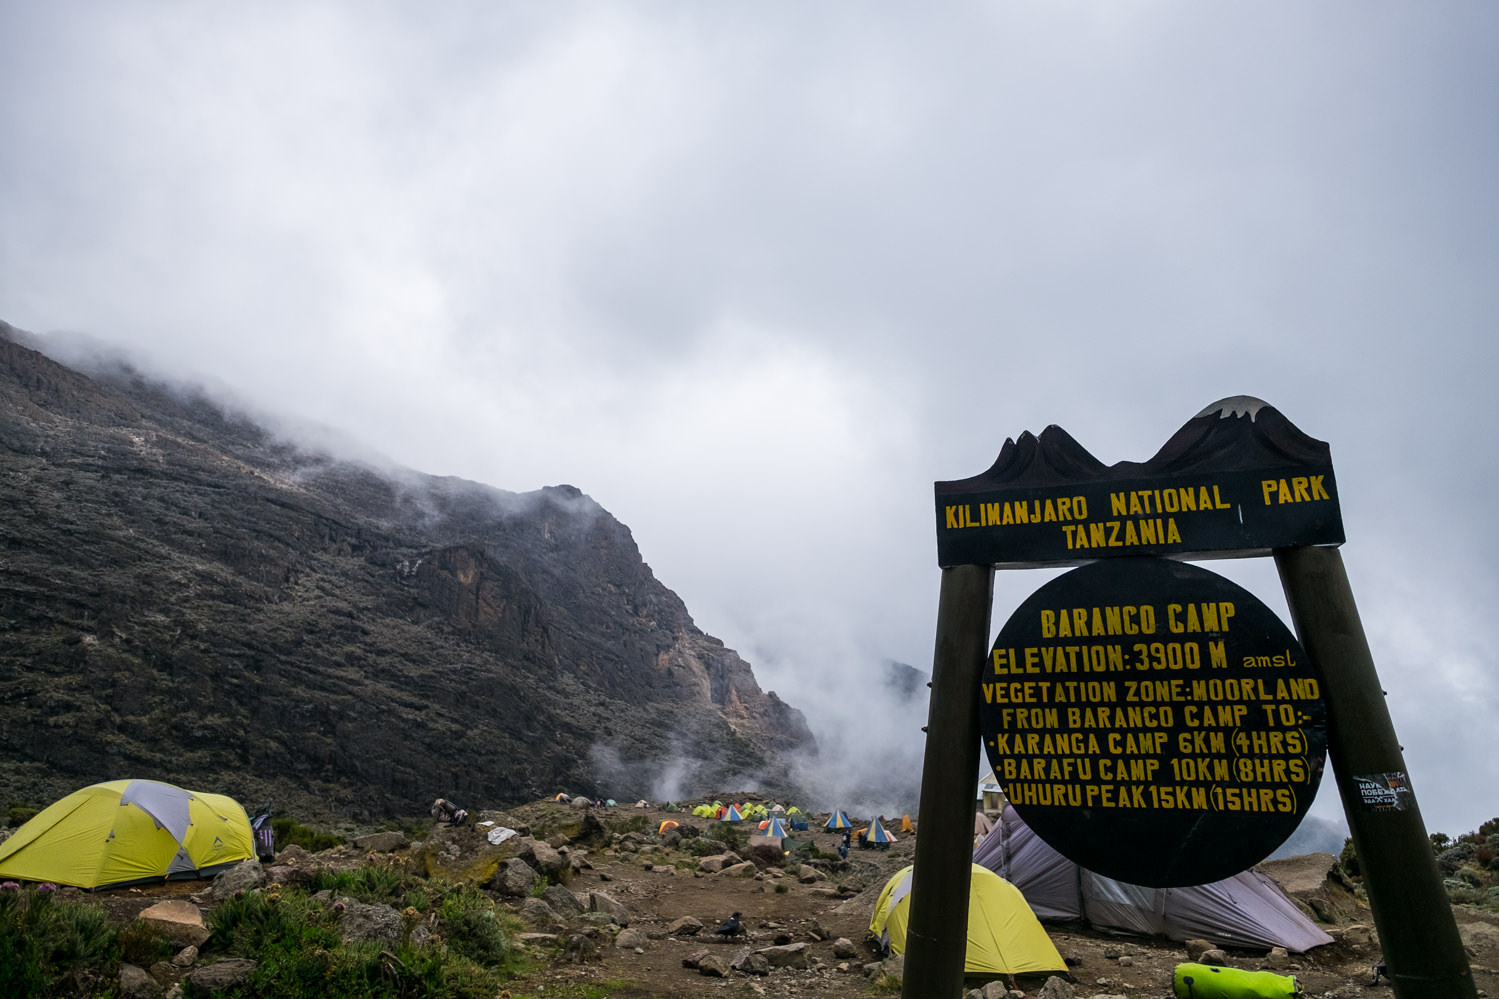 KILIMANJARO NATIONAL PARK
TANZANIA
BARANCO CAMP
ELEVATION:3900 M amsl
VEGETATION ZONE:MOORLAND
FROM BARANCO CAMP TO:-
·KARANGA CAMP 6KM(4HRS)
·BARAFU CAMP 10KM(8HRS)
·UHURU PEAK 15KM(15HRS)